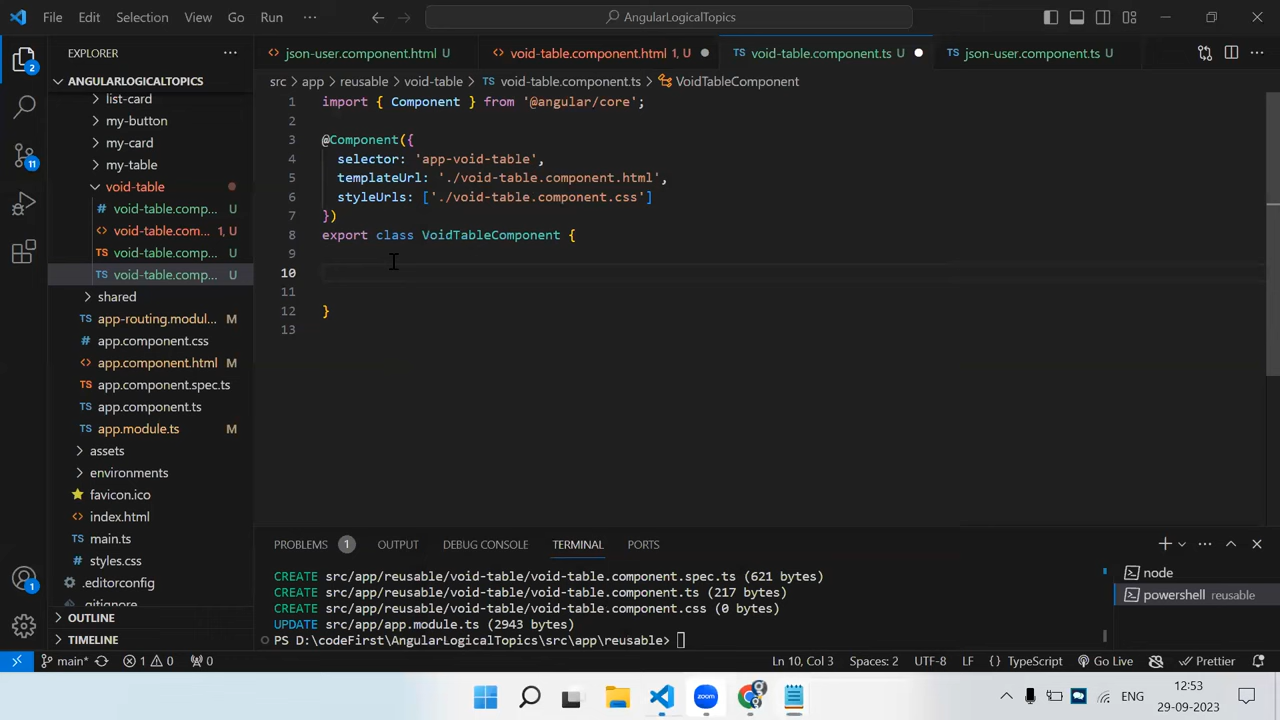 File Edit Selection View Go Run ··· AngularLogicalTopics
EXPLORER ···
ANGULARLOGICALTOPICS
list-card
my-button
my-card
my-table
void-table
void-table.comp... U
void-table.com... 1, U
void-table.comp... U
void-table.comp... U
shared
app-routing.modul... M
app.component.css
app.component.html M
app.component.spec.ts
app.component.ts
app.module.ts M
assets
environments
favicon.ico
index.html
main.ts
styles.css
.editorconfig
.gitignore
OUTLINE
TIMELINE
2
11
1
json-user.component.html U
void-table.component.html 1, U
TS void-table.component.ts U
TS json-user.component.ts U
src > app > reusable > void-table > TS void-table.component.ts > VoidTableComponent
1 import { Component } from '@angular/core';
2
3 @Component({
4 selector: 'app-void-table',
5 templateUrl: './void-table.component.html',
6 styleUrls: ['./void-table.component.css']
7 })
8 export class VoidTableComponent {
9
10
11
12 }
13
PROBLEMS 1 OUTPUT DEBUG CONSOLE TERMINAL PORTS
CREATE src/app/reusable/void-table/void-table.component.spec.ts (621 bytes)
CREATE src/app/reusable/void-table/void-table.component.ts (217 bytes)
CREATE src/app/reusable/void-table/void-table.component.css (0 bytes)
UPDATE src/app/app.module.ts (2943 bytes)
PS D:\codeFirst\AngularLogicalTopics\src\app\reusable>
node
powershell reusable
main* 1 0 0 Ln 10, Col 3 Spaces: 2 UTF-8 LF {} TypeScript Go Live Prettier
zoom
ENG
12:53
29-09-2023